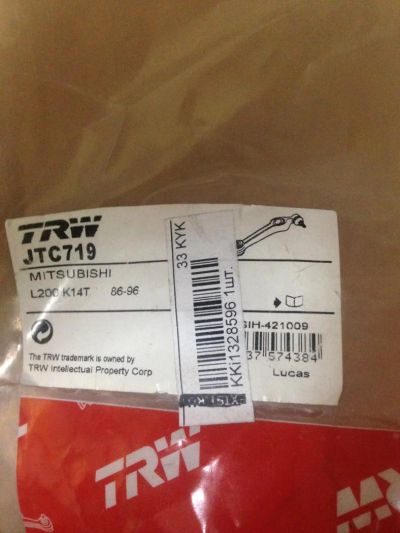 TRW
JTC719
MITSUBISHI
L200 K14T 86-96
SIH-421009
37 574384
Lucas
The TRW trademark is owned by
TRW Intellectual Property Corp
33 KYK
KKi1328596 1шт.
TRW